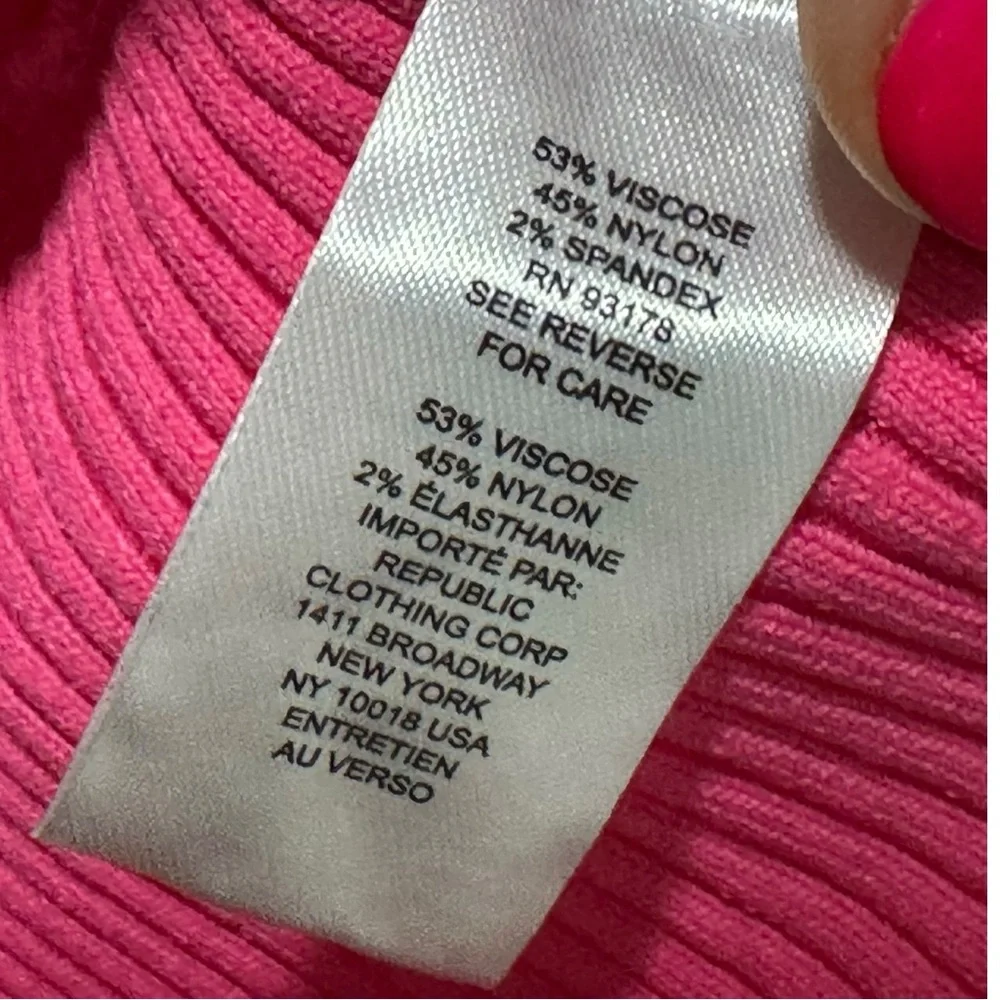 53% VISCOSE
45% NYLON
2% SPANDEX
RN 93178
SEE REVERSE
FOR CARE
53% VISCOSE
45% NYLON
2% ÉLASTHANNE
IMPORTÉ PAR:
REPUBLIC
CLOTHING CORP
1411 BROADWAY
NEW YORK
NY 10018 USA
ENTRETIEN
AU VERSO